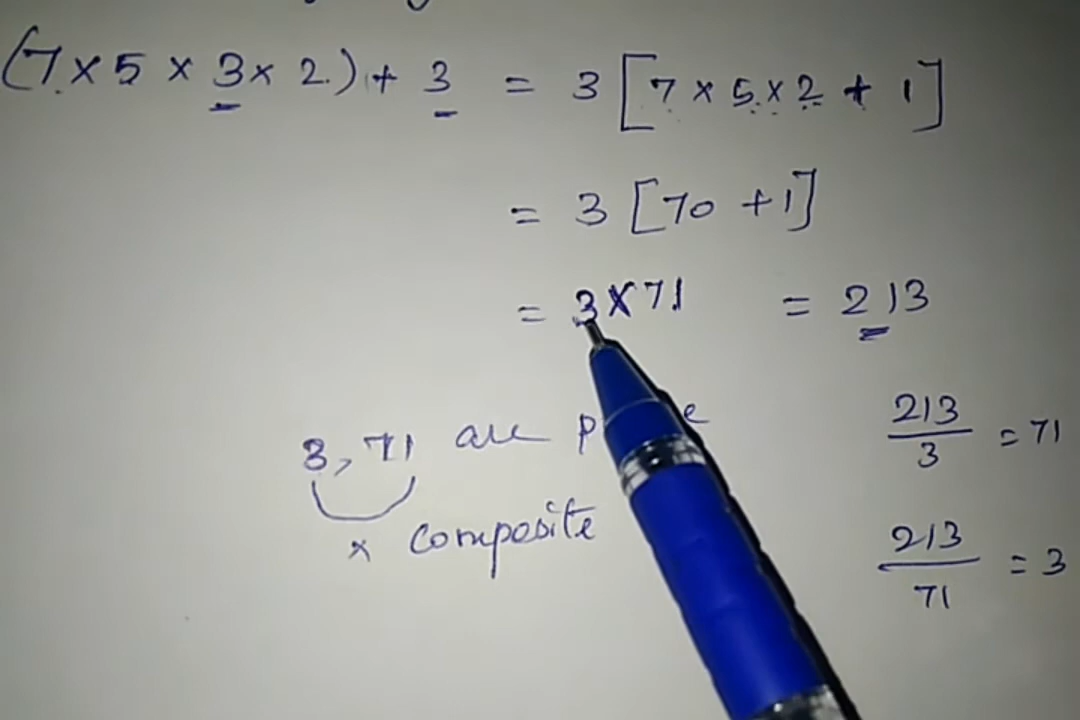 (7 × 5 × 3 × 2) + 3 = 3 [7 × 5 × 2 + 1]
= 3 [70 + 1]
= 3 × 71 = 213
213/3 = 71
3, 71 are
× composite
213/71 = 3